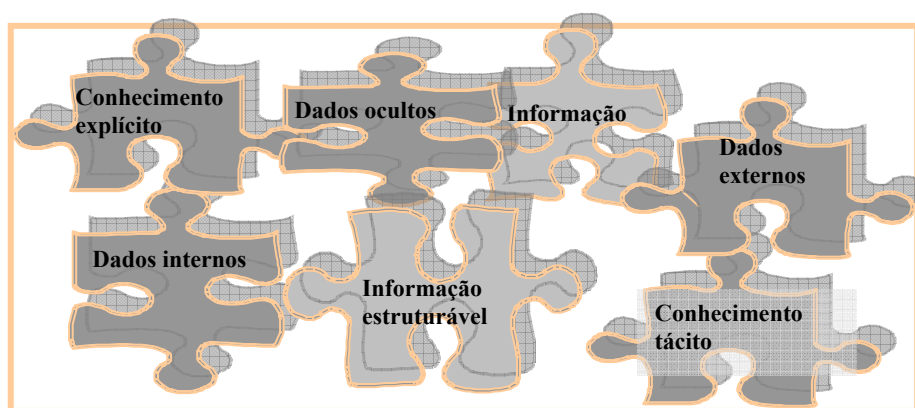 Conhecimento
explícito
Dados ocultos
Informação
Dados
externos
Dados internos
Informação
estruturável
Conhecimento
tácito